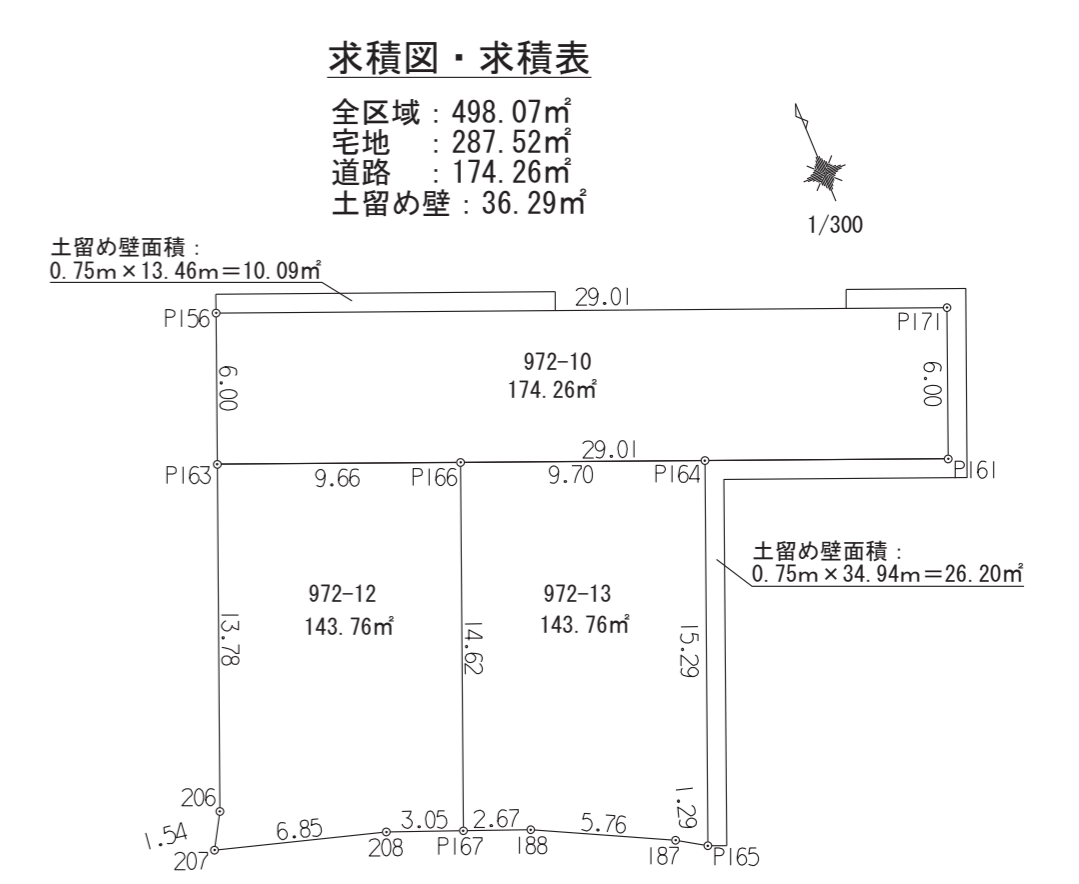 求積図・求積表
全区域：498.07㎡
宅地　：287.52㎡
道路　：174.26㎡
土留め壁：36.29㎡
1/300
土留め壁面積：
0.75m×13.46m＝10.09㎡
29.01
P156
P171
972-10
174.26㎡
6.00
6.00
29.01
P163
9.66
P166
9.70
P164
P161
土留め壁面積：
0.75m×34.94m＝26.20㎡
972-12
143.76㎡
972-13
143.76㎡
13.78
14.62
15.29
206
1.54
207
6.85
3.05
208
P167
2.67
188
5.76
1.29
187
P165